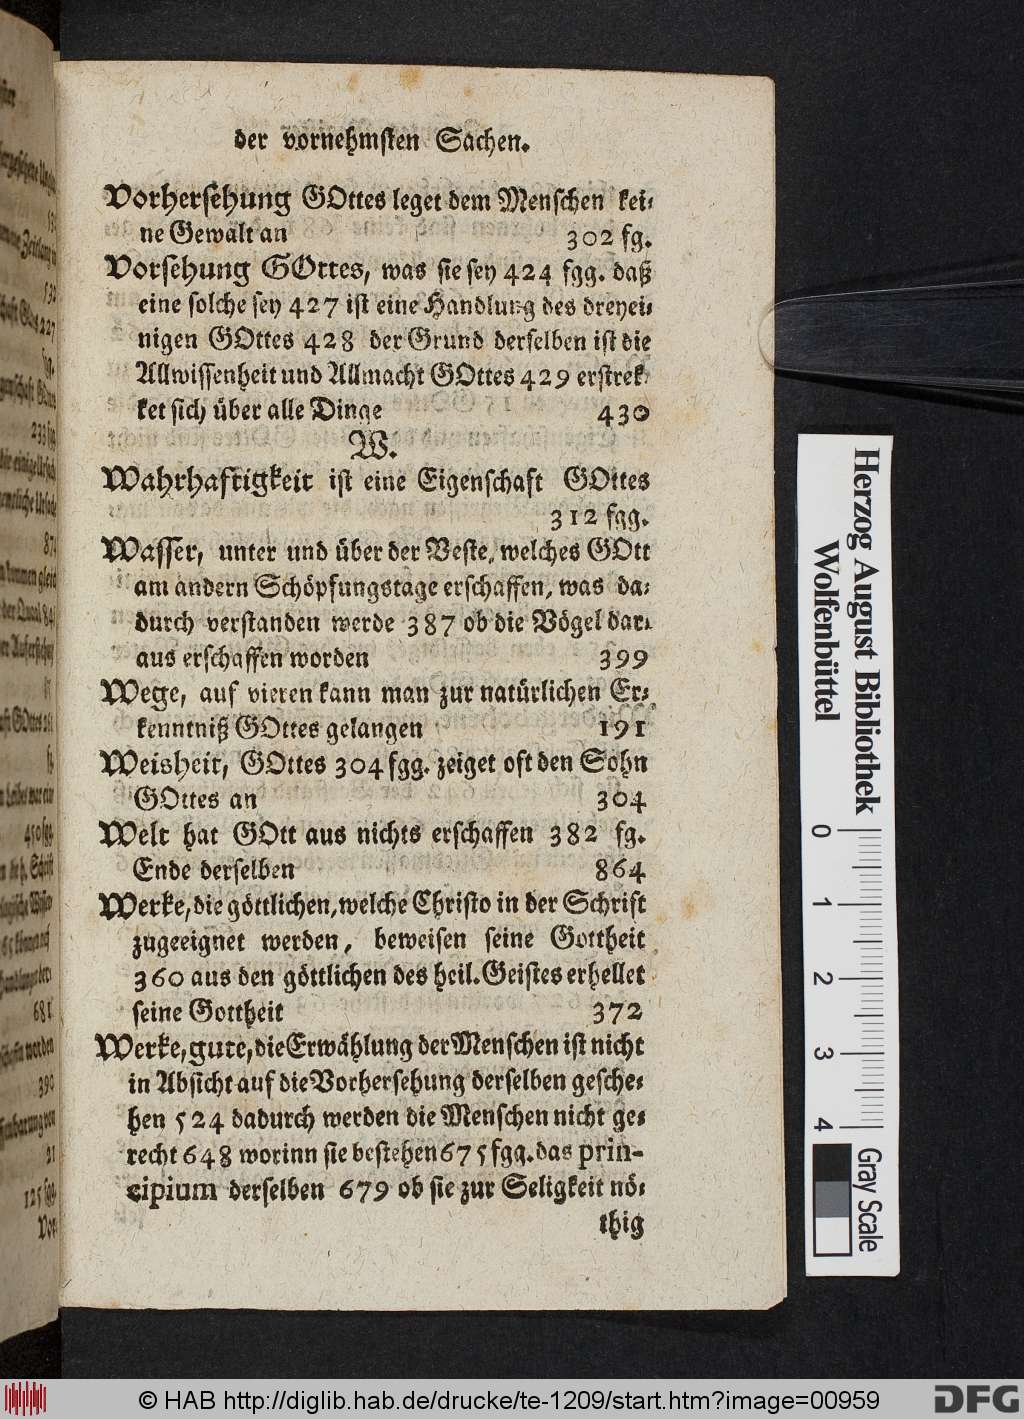 der vornehmsten Sachen.
Vorhersehung GOttes leget dem Menschen kei-
ne Gewalt an 302 fg.
Vorsehung GOttes, was sie sey 424 fgg. daß
eine solche sey 427 ist eine Handlung des dreyei-
nigen GOttes 428 der Grund derselben ist die
Allwissenheit und Allmacht GOttes 429 erstrek-
ket sich über alle Dinge 430
W.
Wahrhaftigkeit ist eine Eigenschaft GOttes
312 fgg.
Wasser, unter und über der Veste, welches GOtt
am andern Schöpfungstage erschaffen, was da-
durch verstanden werde 387 ob die Vögel dar-
aus erschaffen worden 399
Wege, auf vieren kann man zur natürlichen Er-
kenntniß GOttes gelangen 191
Weisheit, GOttes 304 fgg. zeiget oft den Sohn
GOttes an 304
Welt hat GOtt aus nichts erschaffen 382 fg.
Ende derselben 864
Werke, die göttlichen, welche Christo in der Schrift
zugeeignet werden, beweisen seine Gottheit
360 aus den göttlichen des heil. Geistes erhellet
seine Gottheit 372
Werke, gute, die Erwählung der Menschen ist nicht
in Absicht auf die Vorhersehung derselben gesche-
hen 524 dadurch werden die Menschen nicht ge-
recht 648 worinn sie bestehen 675 fgg. das prin-
cipium derselben 679 ob sie zur Seligkeit nö-
thig
Herzog August Bibliothek
Wolfenbüttel
0 1 2 3 4
Gray Scale
© HAB http://diglib.hab.de/drucke/te-1209/start.htm?image=00959
DFG